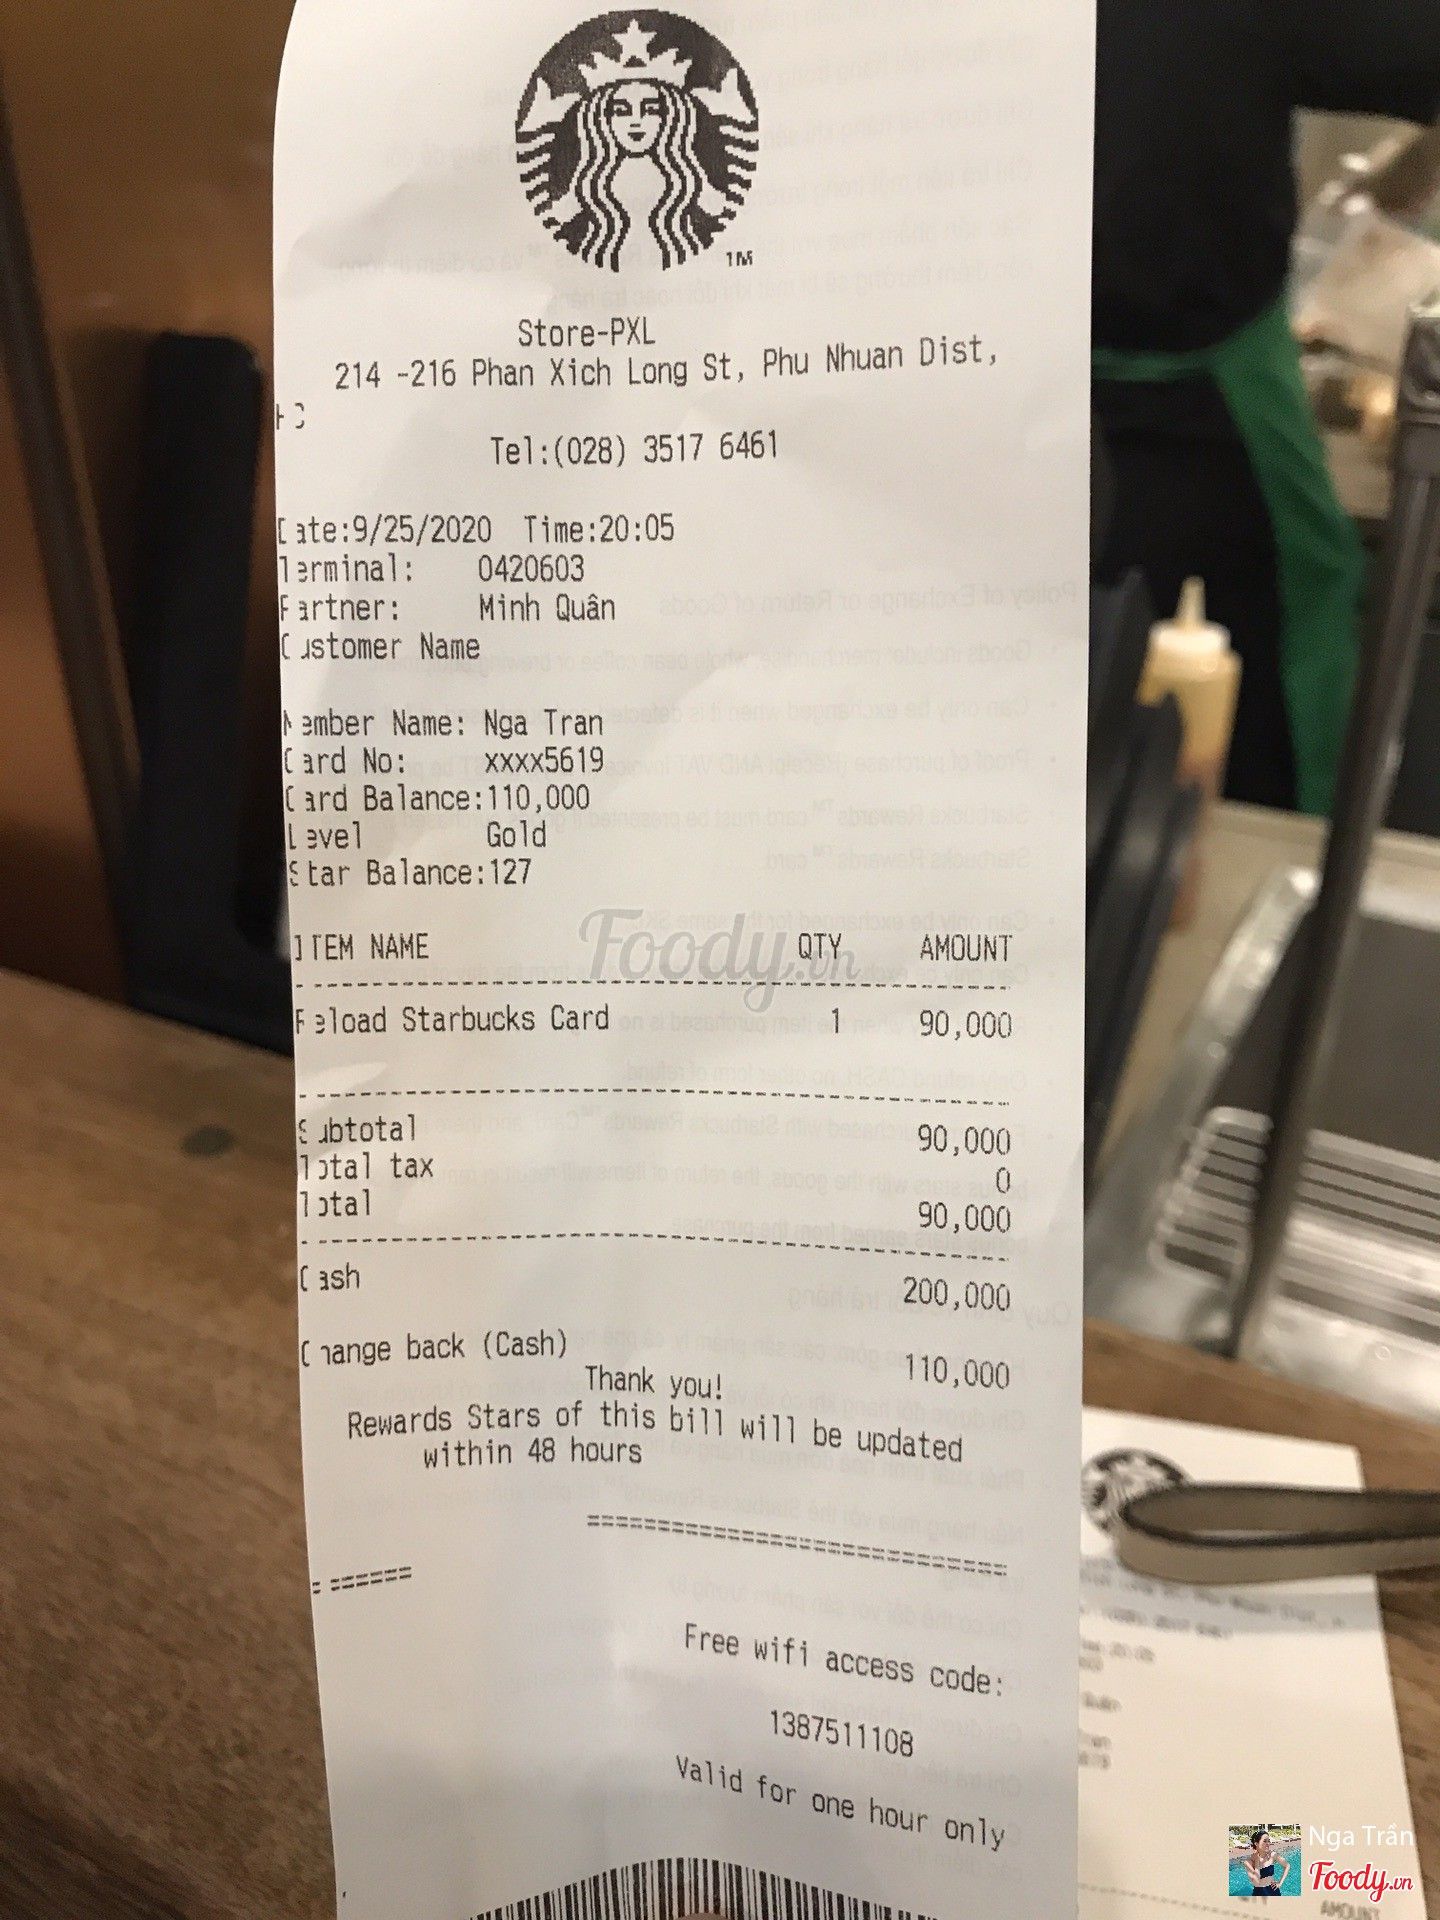 TM
Store-PXL
214 -216 Phan Xich Long St, Phu Nhuan Dist,
HC
Tel:(028) 3517 6461
Date:9/25/2020 Time:20:05
Terminal: 0420603
Partner: Minh Quân
Customer Name
Member Name: Nga Tran
Card No: xxxx5619
Card Balance:110,000
Level Gold
Star Balance:127
ITEM NAME QTY AMOUNT
Reload Starbucks Card 1 90,000
Subtotal 90,000
Total tax 0
Total 90,000
Cash 200,000
Change back (Cash) 110,000
Thank you!
Rewards Stars of this bill will be updated
within 48 hours
Free wifi access code:
1387511108
Valid for one hour only
Foody.vn
Nga Trần
Foody.vn
QTY AMOUNT